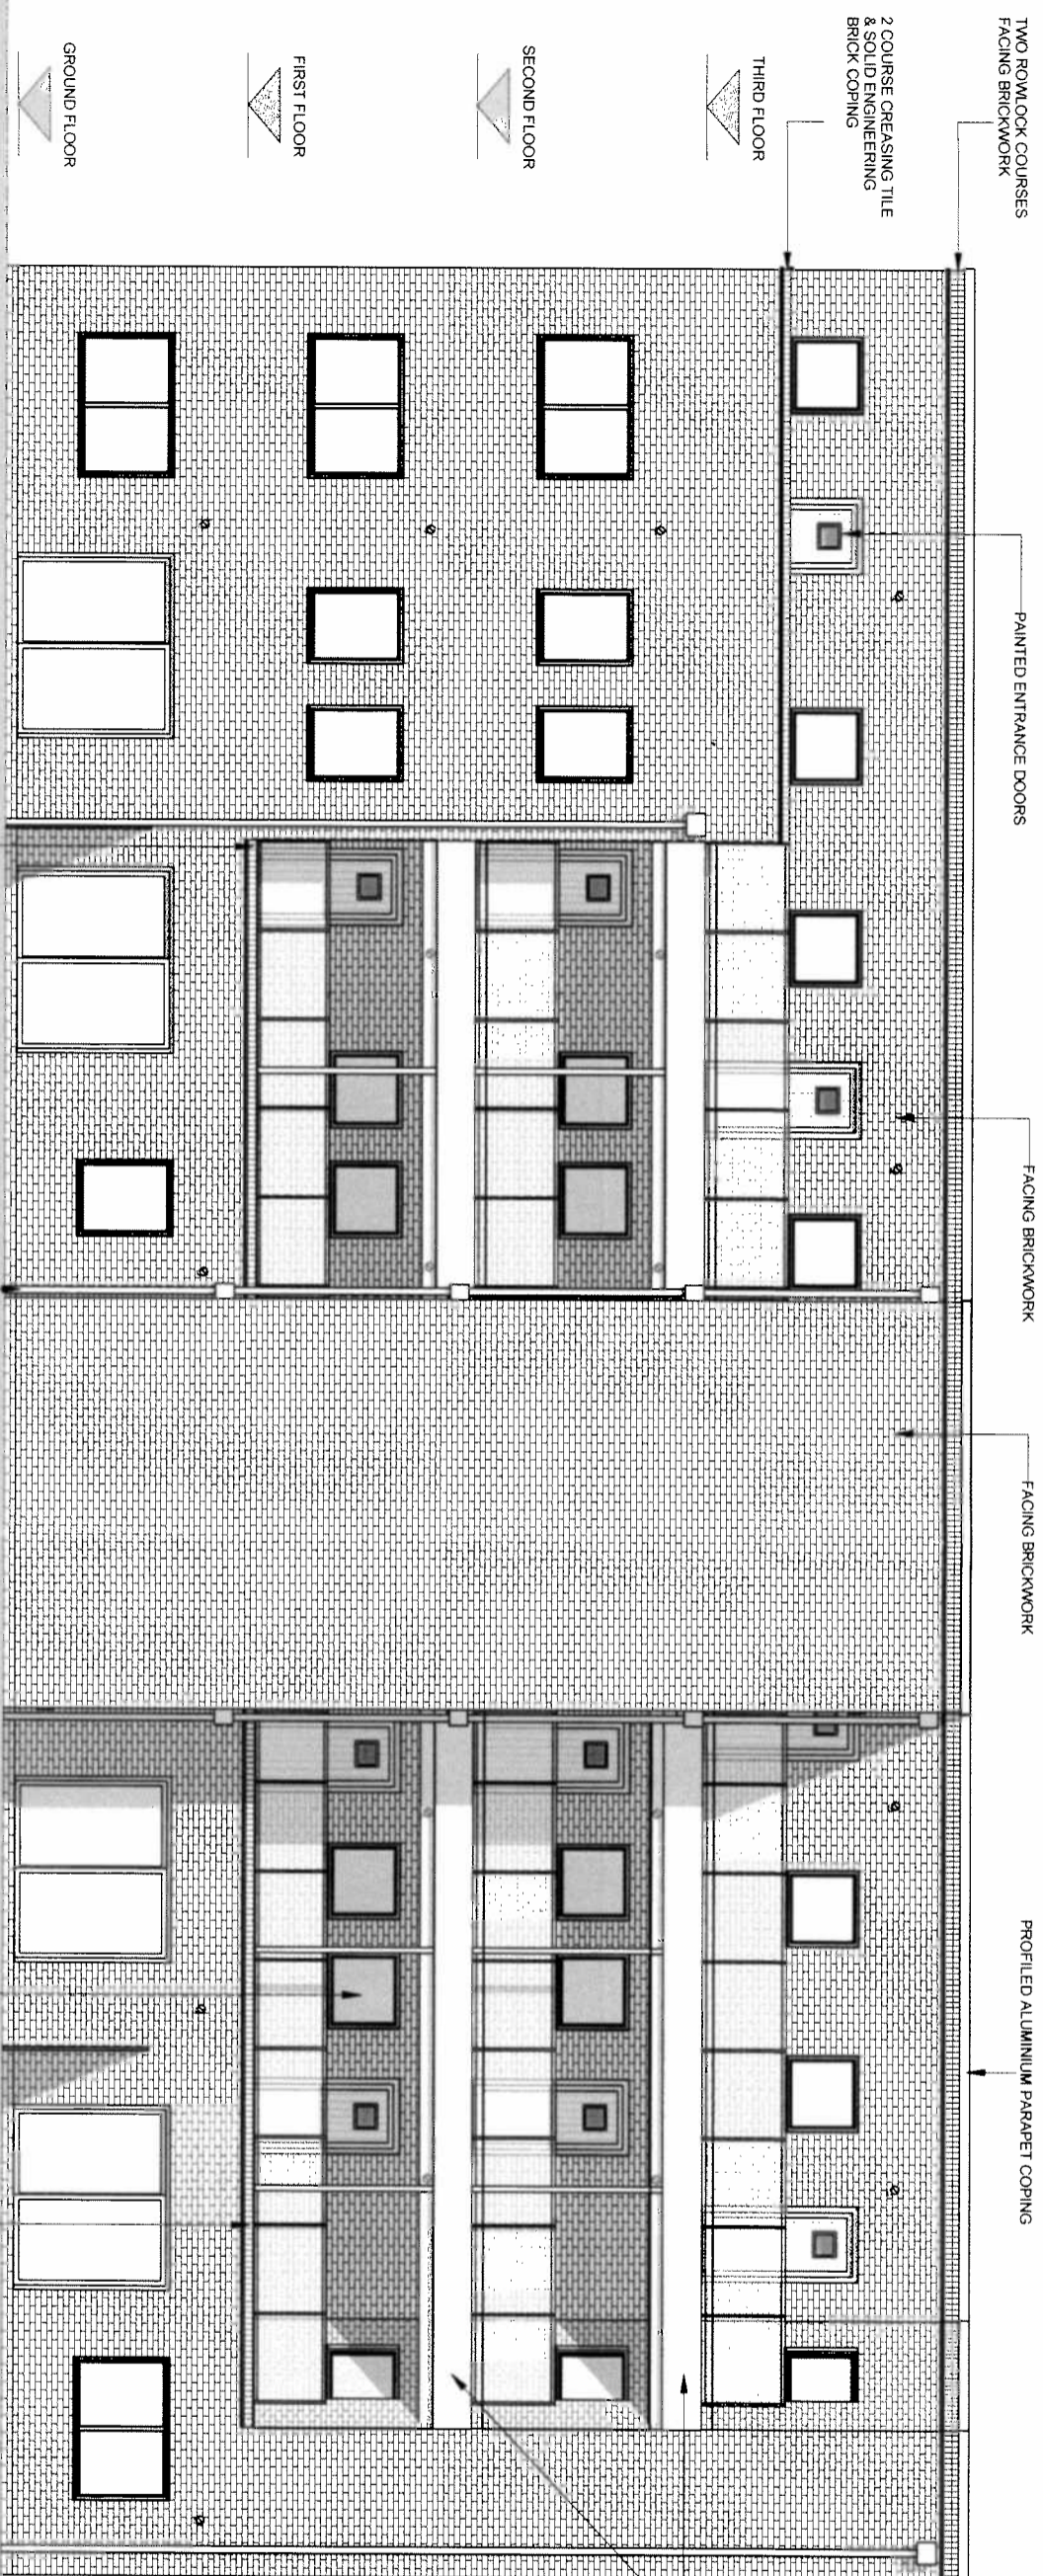 TWO ROWLOCK COURSES
FACING BRICKWORK
2 COURSE CREASING TILE
& SOLID ENGINEERING
BRICK COPING
THIRD FLOOR
SECOND FLOOR
FIRST FLOOR
GROUND FLOOR
PAINTED ENTRANCE DOORS
FACING BRICKWORK
FACING BRICKWORK
PROFILED ALUMINIUM PARAPET COPING